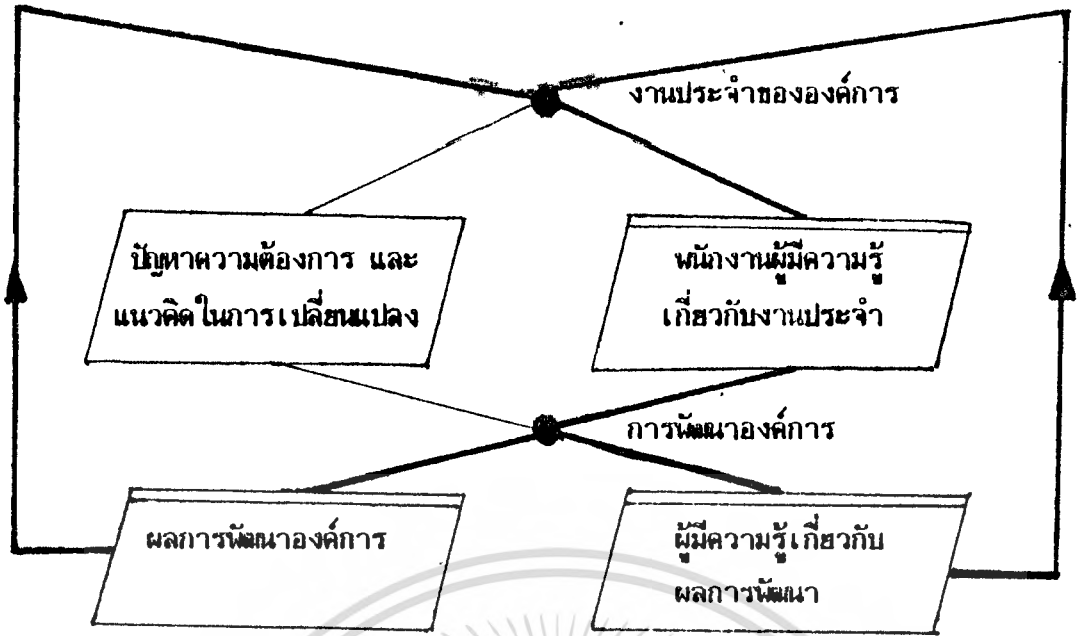 งานประจำขององค์การ
ปัญหาความต้องการ และ
แนวคิดในการเปลี่ยนแปลง
พนักงานผู้มีความรู้
เกี่ยวกับงานประจำ
การพัฒนาองค์การ
ผลการพัฒนาองค์การ
ผู้มีความรู้เกี่ยวกับ
ผลการพัฒนา